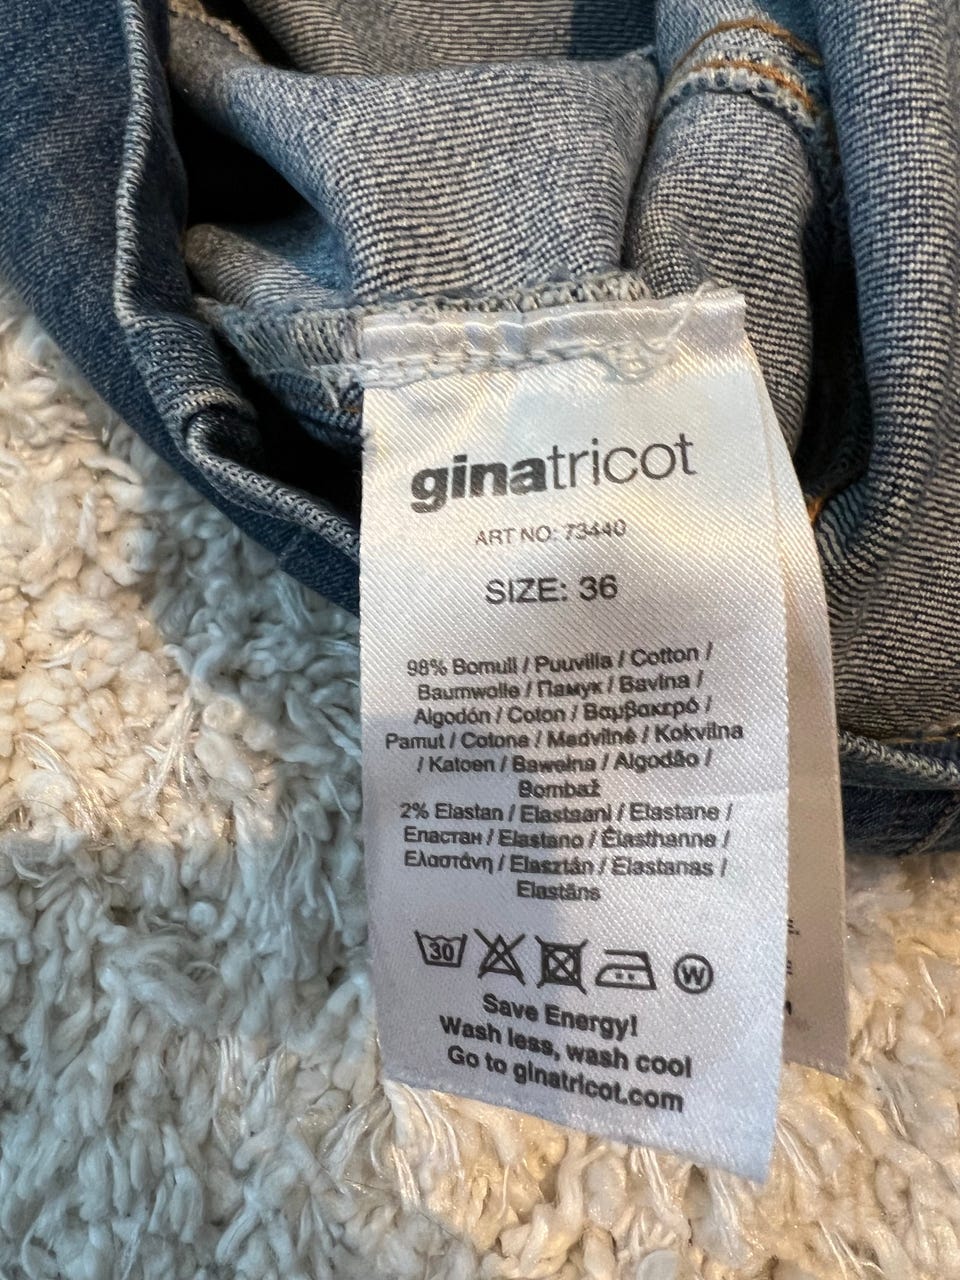 ginatricot
ART NO: 73440
SIZE: 36
98% Bomull / Puuvilla / Cotton /
Baumwolle / Памук / Bavlna /
Algodón / Coton / Βαμβακερό /
Pamut / Cotone / Medvilnė / Kokvilna
/ Katoen / Bawełna / Algodão /
Bombaž
2% Elastan / Elastaani / Elastane /
Еластан / Elastano / Élasthanne /
Ελαστάνη / Elasztán / Elastanas /
Elastāns
30 W
Save Energy!
Wash less, wash cool
Go to ginatricot.com